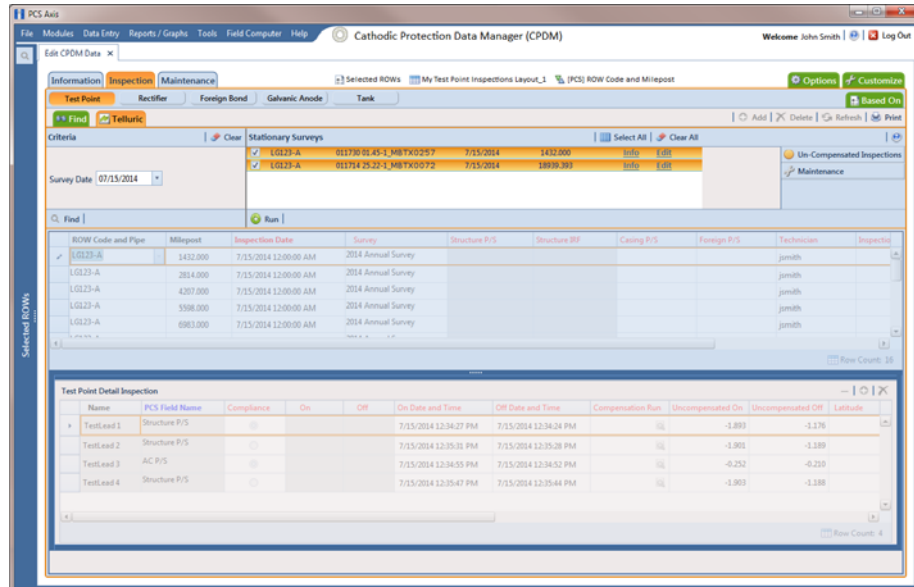 PCS Axis
File Modules Data Entry Reports / Graphs Tools Field Computer Help Cathodic Protection Data Manager (CPDM) Welcome John Smith Log Out
Edit CPDM Data ×
Information Inspection Maintenance Selected ROWs My Test Point Inspections Layout_1 [PCS] ROW Code and Milepost Options Customize
Test Point Rectifier Foreign Bond Galvanic Anode Tank Based On
Find Telluric Add Delete Refresh Print
Criteria Clear Stationary Surveys Select All Clear All
LG123-A 011730 01.45-1_MBTX0257 7/15/2014 1432.000 Info Edit Un-Compensated Inspections
LG123-A 011714 25.22-1_MBTX0072 7/15/2014 18939.393 Info Edit Maintenance
Survey Date 07/15/2014
Find Run
ROW Code and Pipe Milepost Inspection Date Survey Structure P/S Structure IRF Casing P/S Foreign P/S Technician Inspectio
LG123-A 1432.000 7/15/2014 12:00:00 AM 2014 Annual Survey jsmith
LG123-A 2814.000 7/15/2014 12:00:00 AM 2014 Annual Survey jsmith
LG123-A 4207.000 7/15/2014 12:00:00 AM 2014 Annual Survey jsmith
LG123-A 5598.000 7/15/2014 12:00:00 AM 2014 Annual Survey jsmith
LG123-A 6983.000 7/15/2014 12:00:00 AM 2014 Annual Survey jsmith
Row Count: 16
Selected ROWs
Test Point Detail Inspection
Name PCS Field Name Compliance On Off On Date and Time Off Date and Time Compensation Run Uncompensated On Uncompensated Off Latitude
TestLead 1 Structure P/S 7/15/2014 12:34:27 PM 7/15/2014 12:34:24 PM -1.893 -1.176
TestLead 2 Structure P/S 7/15/2014 12:35:31 PM 7/15/2014 12:35:28 PM -1.901 -1.189
TestLead 3 AC P/S 7/15/2014 12:34:55 PM 7/15/2014 12:34:52 PM -0.252 -0.210
TestLead 4 Structure P/S 7/15/2014 12:35:47 PM 7/15/2014 12:35:44 PM -1.903 -1.188
Row Count: 4